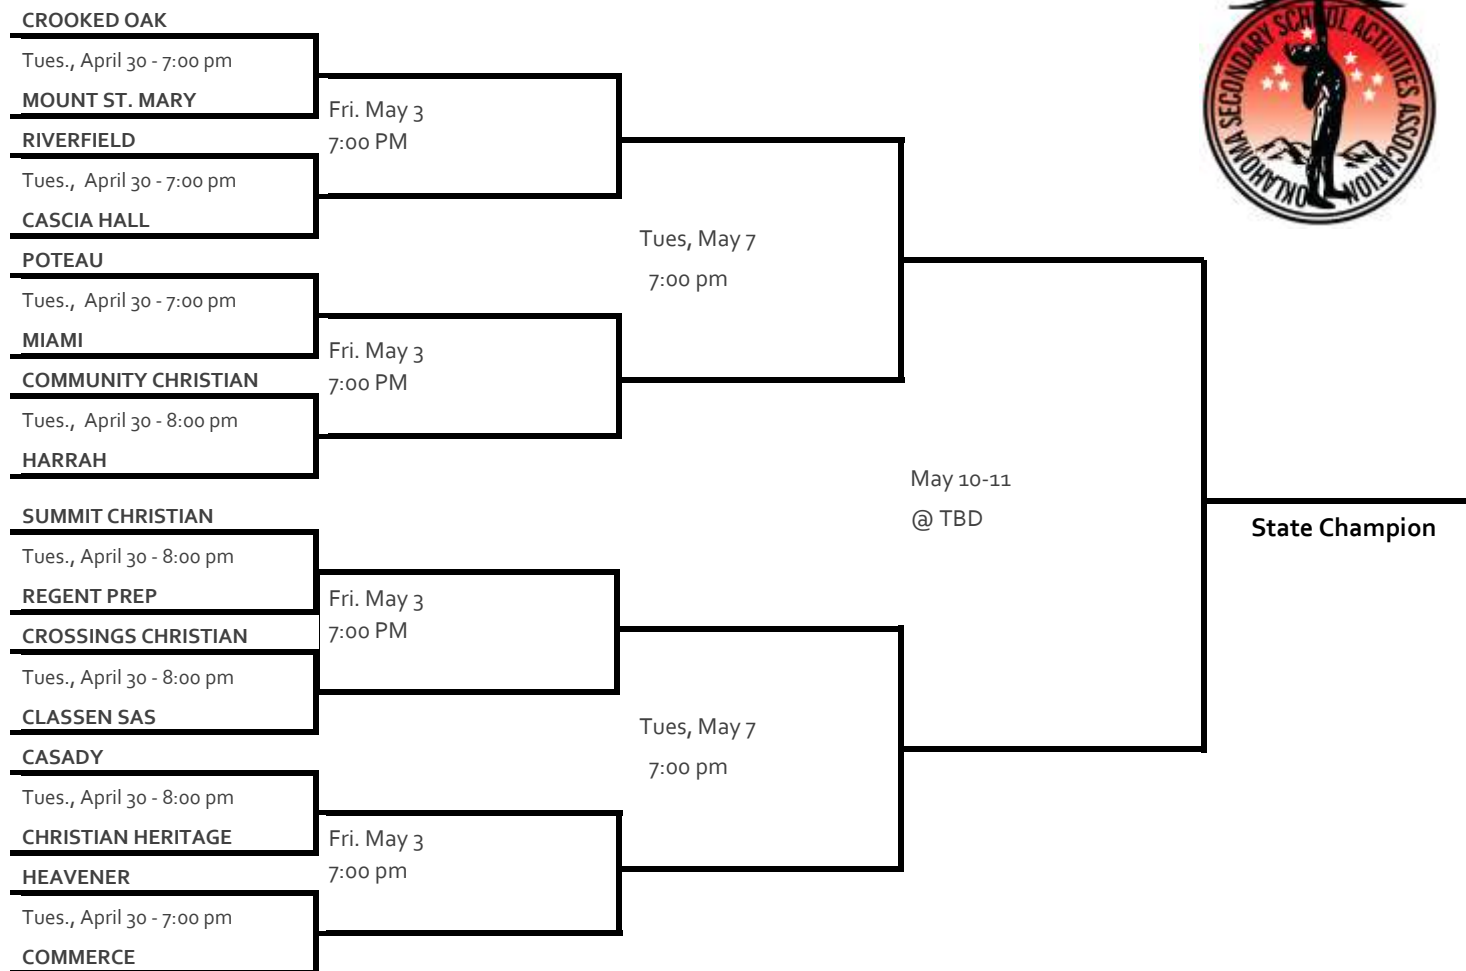 CROOKED OAK
Tues., April 30 - 7:00 pm
MOUNT ST. MARY
RIVERFIELD
Tues.,  April 30 - 7:00 pm
CASCIA HALL
POTEAU
Tues.,  April 30 - 7:00 pm
MIAMI
COMMUNITY CHRISTIAN
Tues.,  April 30 - 8:00 pm
HARRAH
SUMMIT CHRISTIAN
Tues., April 30 - 8:00 pm
REGENT PREP
CROSSINGS CHRISTIAN
Tues., April 30 - 8:00 pm
CLASSEN SAS
CASADY
Tues., April 30 - 8:00 pm
CHRISTIAN HERITAGE
HEAVENER
Tues., April 30 - 7:00 pm
COMMERCE
Fri. May 3
7:00 PM
Fri. May 3
7:00 PM
Fri. May 3
7:00 PM
Fri. May 3
7:00 pm
Tues, May 7
7:00 pm
Tues, May 7
7:00 pm
May 10-11
@ TBD
State Champion
OKLAHOMA SECONDARY SCHOOL ACTIVITIES ASSOCIATION